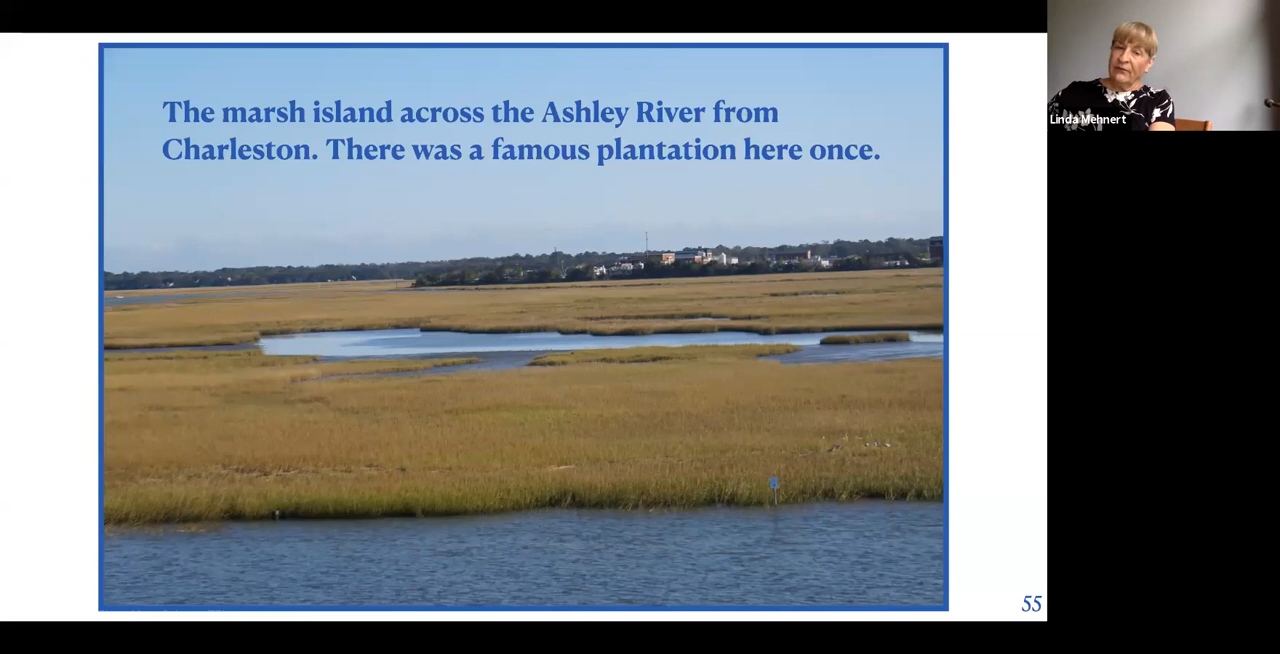 The marsh island across the Ashley River from
Charleston. There was a famous plantation here once.
Linda Mehnert
55